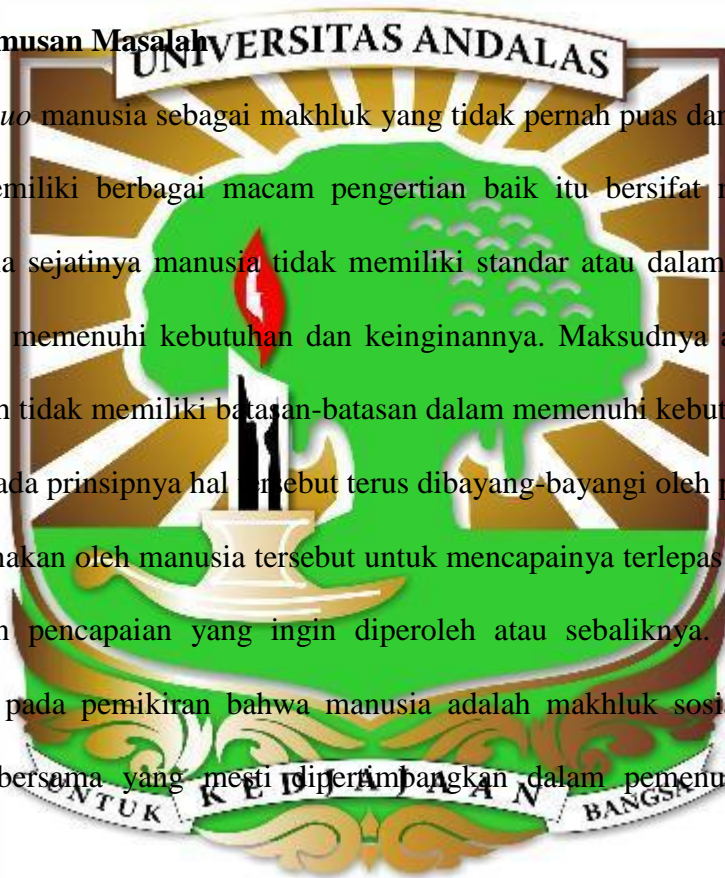 musan Masalah
UNIVERSITAS ANDALAS
uo manusia sebagai makhluk yang tidak pernah puas dan
emiliki berbagai macam pengertian baik itu bersifat
a sejatinya manusia tidak memiliki standar atau dalam
memenuhi kebutuhan dan keinginannya. Maksudnya a
n tidak memiliki batasan-batasan dalam memenuhi kebut
ada prinsipnya hal tersebut terus dibayang-bayangi oleh p
nakan oleh manusia tersebut untuk mencapainya terlepas
n pencapaian yang ingin diperoleh atau sebaliknya.
pada pemikiran bahwa manusia adalah makhluk sosia
bersama yang mesti dipertimbangkan dalam pemenu
UNTUK KEDJAJAAN BANGSA